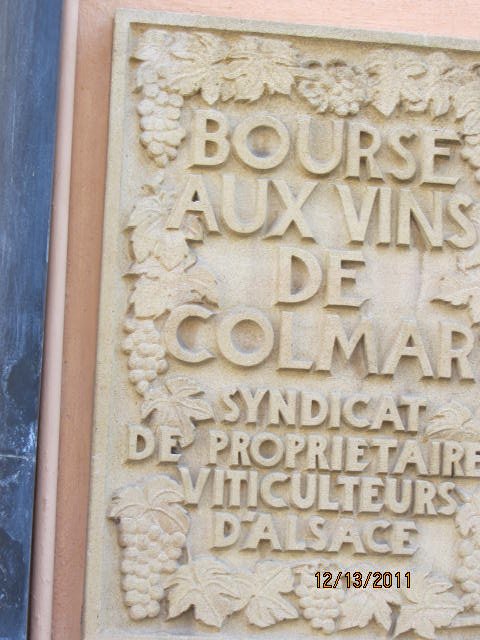 BOURSE
AUX VINS
DE
COLMAR
SYNDICAT
DE PROPRIETAIRE
VITICULTEURS
D'ALSACE
12/13/2011